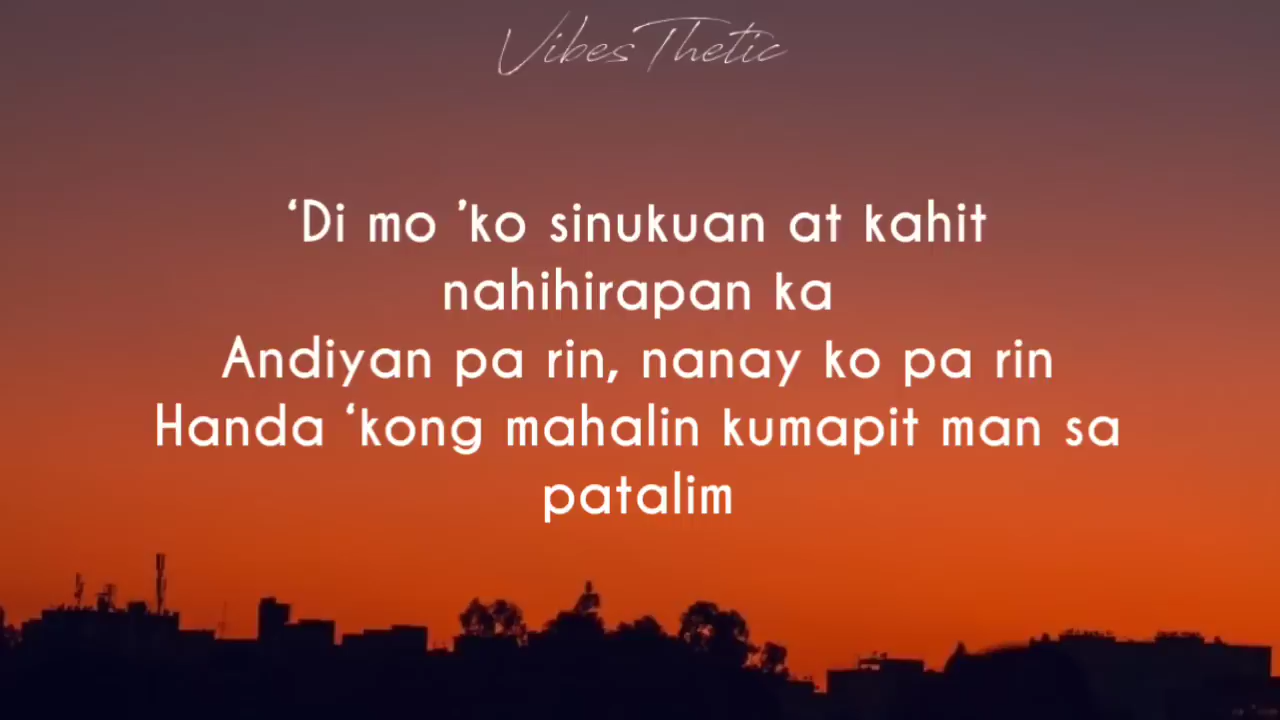 VibesThetic
‘Di mo ’ko sinukuan at kahit
nahihirapan ka
Andiyan pa rin, nanay ko pa rin
Handa ‘kong mahalin kumapit man sa
patalim